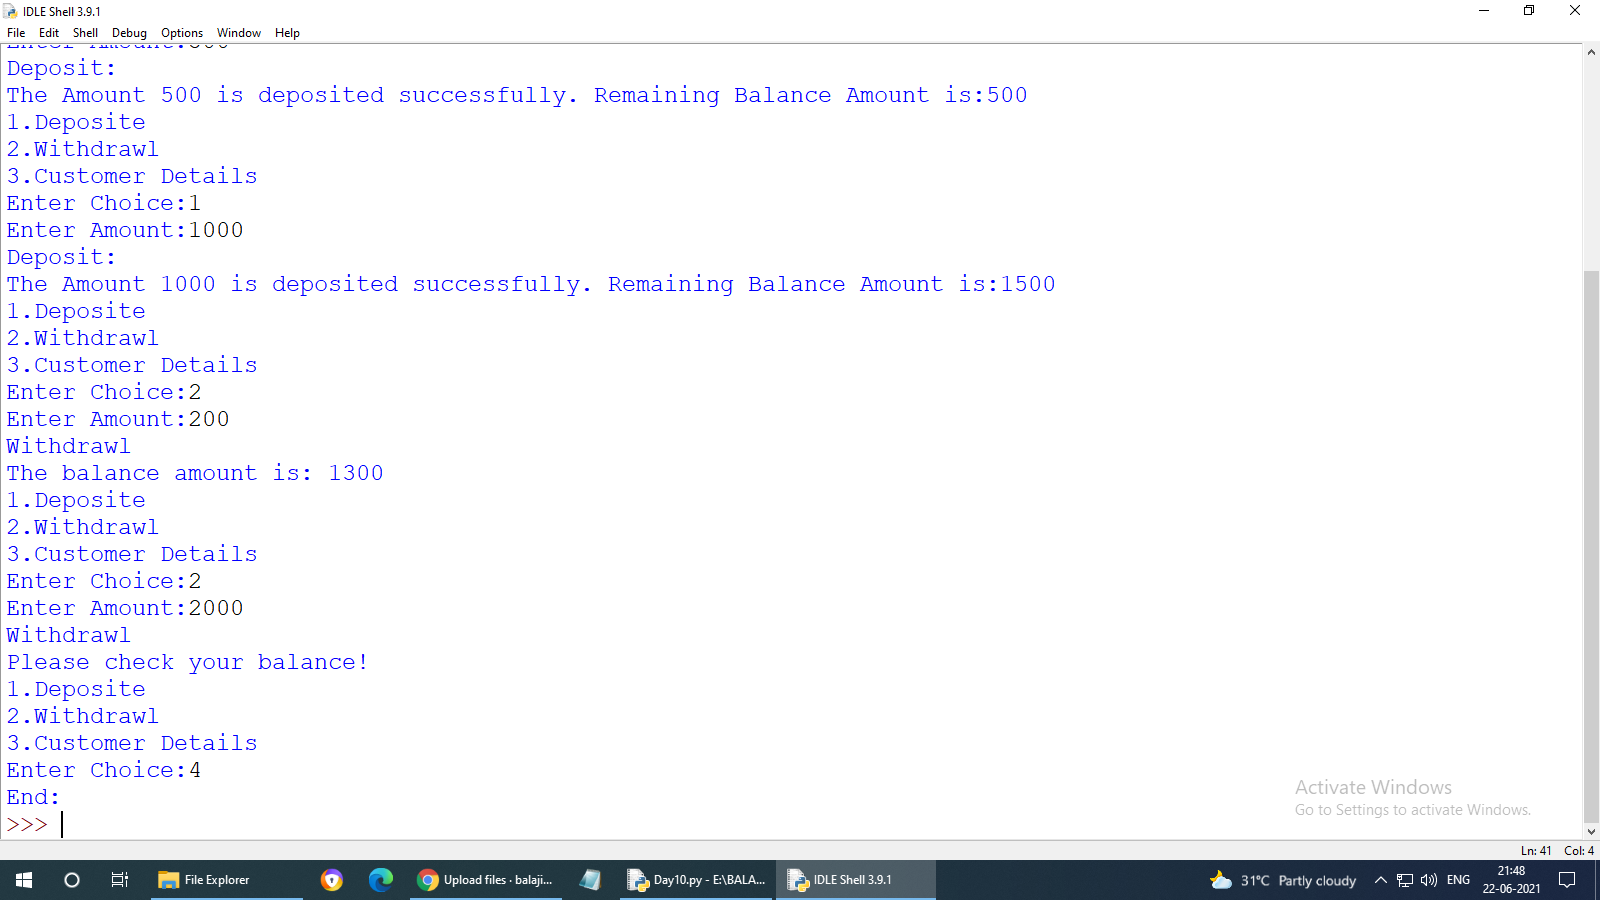 IDLE Shell 3.9.1
File Edit Shell Debug Options Window Help
Enter Amount:500
Deposit:
The Amount 500 is deposited successfully. Remaining Balance Amount is:500
1.Deposite
2.Withdrawl
3.Customer Details
Enter Choice:1
Enter Amount:1000
Deposit:
The Amount 1000 is deposited successfully. Remaining Balance Amount is:1500
1.Deposite
2.Withdrawl
3.Customer Details
Enter Choice:2
Enter Amount:200
Withdrawl
The balance amount is: 1300
1.Deposite
2.Withdrawl
3.Customer Details
Enter Choice:2
Enter Amount:2000
Withdrawl
Please check your balance!
1.Deposite
2.Withdrawl
3.Customer Details
Enter Choice:4
End:
>>>
Activate Windows
Go to Settings to activate Windows.
Ln: 41 Col: 4
File Explorer Upload files · balaji... Day10.py - E:\BALA... IDLE Shell 3.9.1 31°C Partly cloudy ENG 21:48
22-06-2021